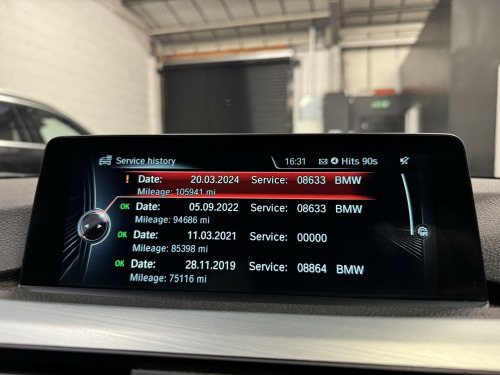 Service history 16:31 Hits 90s
! Date: 20.03.2024 Service: 08633 BMW
Mileage: 105941 mi
OK Date: 05.09.2022 Service: 08633 BMW
Mileage: 94686 mi
OK Date: 11.03.2021 Service: 00000
Mileage: 85398 mi
OK Date: 28.11.2019 Service: 08864 BMW
Mileage: 75116 mi